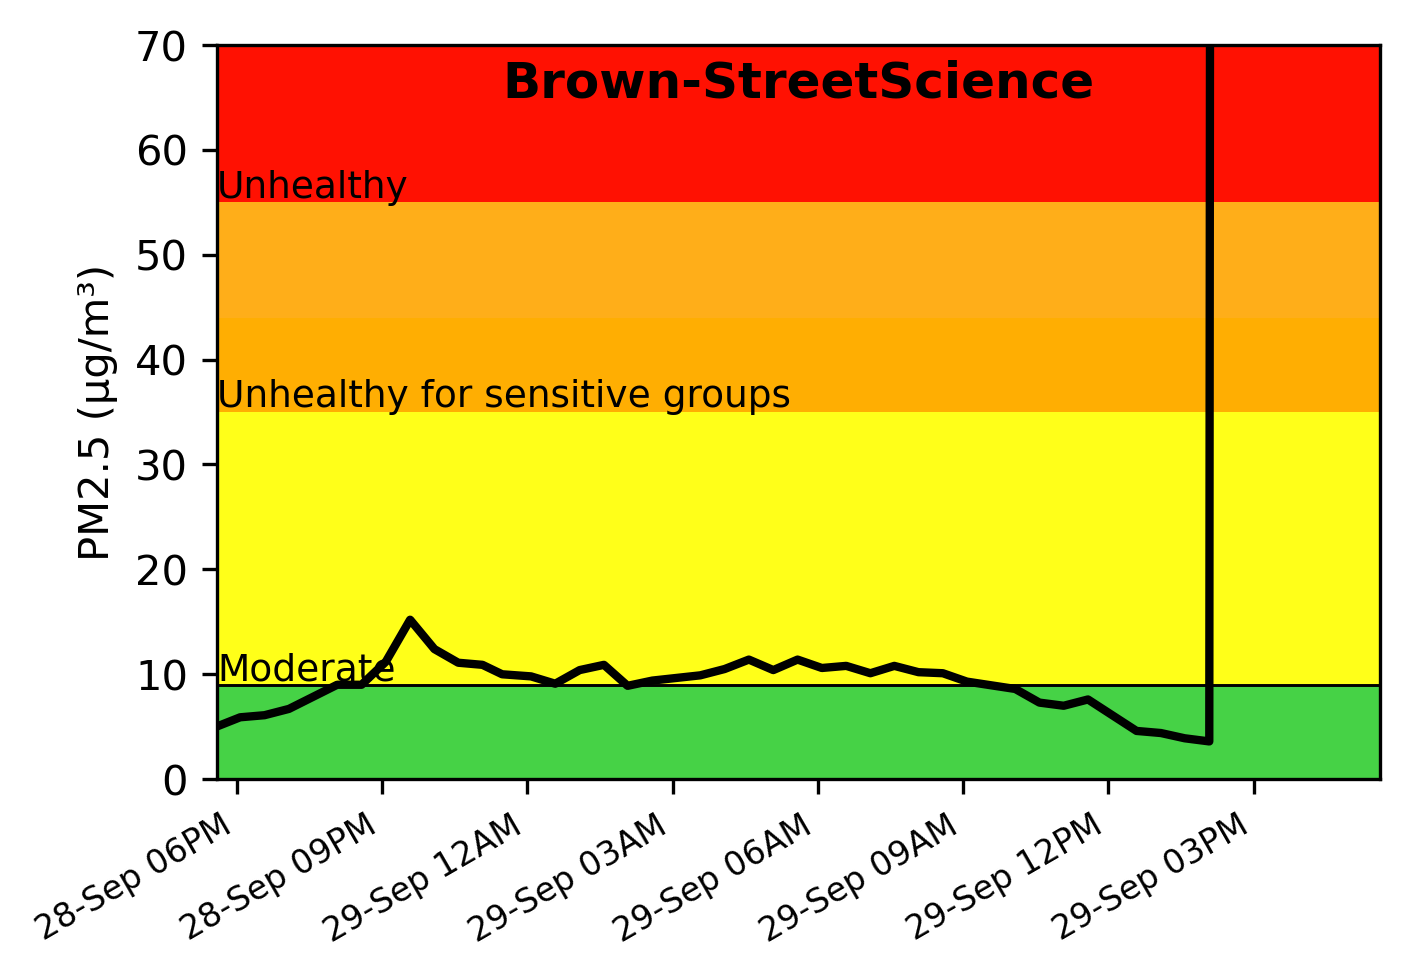 Brown-StreetScience
70
60
50
40
30
20
10
0
PM2.5 (µg/m³)
Unhealthy
Unhealthy for sensitive groups
Moderate
28-Sep 06PM
28-Sep 09PM
29-Sep 12AM
29-Sep 03AM
29-Sep 06AM
29-Sep 09AM
29-Sep 12PM
29-Sep 03PM